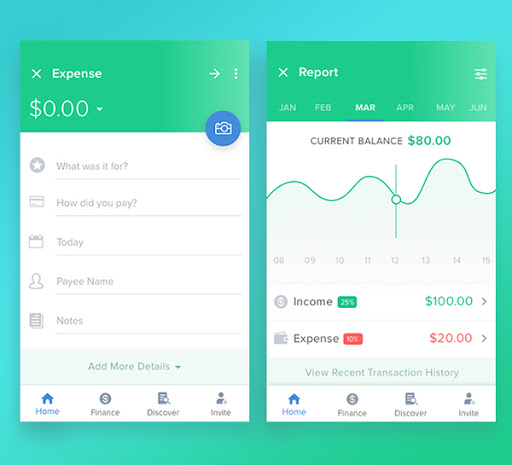 Expense
$0.00
What was it for?
How did you pay?
Today
Payee Name
Notes
Add More Details
Home Finance Discover Invite
Report
JAN FEB MAR APR MAY JUN
CURRENT BALANCE $80.00
08 09 10 11 12 13 14 15
Income 25% $100.00
Expense 10% $20.00
View Recent Transaction History
Home Finance Discover Invite